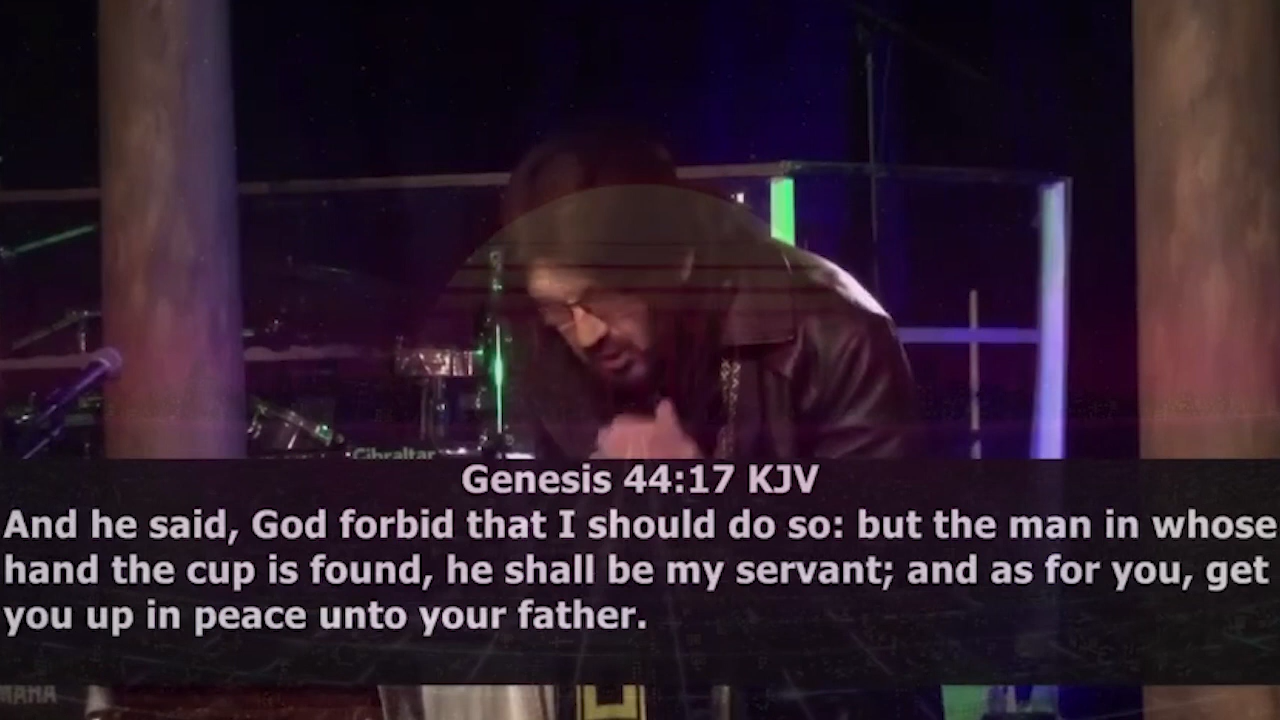 Gibraltar
Genesis 44:17 KJV
And he said, God forbid that I should do so: but the man in whose
hand the cup is found, he shall be my servant; and as for you, get
you up in peace unto your father.